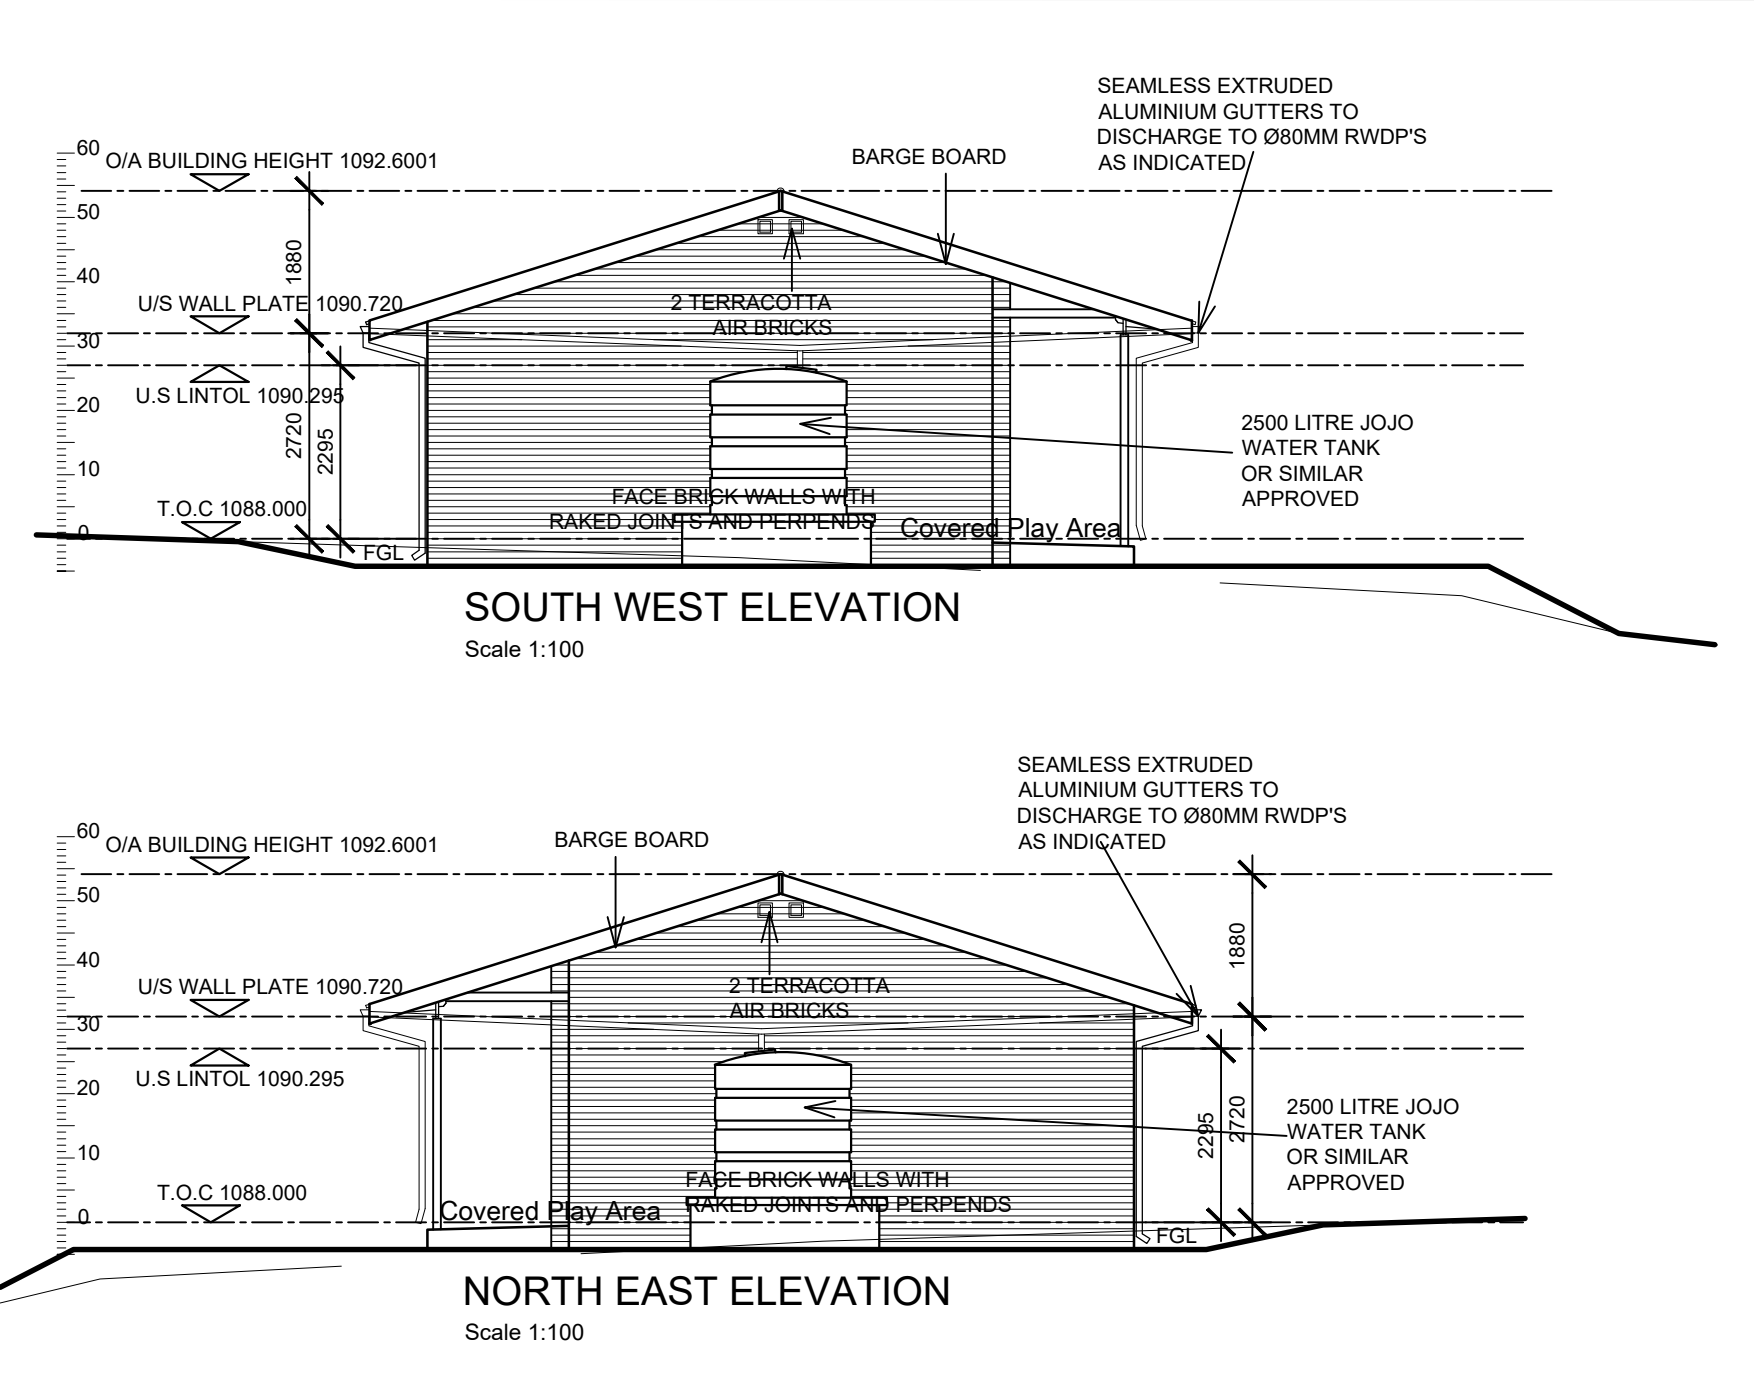 SEAMLESS EXTRUDED
ALUMINIUM GUTTERS TO
DISCHARGE TO Ø80MM RWDP'S
AS INDICATED
BARGE BOARD
60
O/A BUILDING HEIGHT 1092.6001
50
1880
40
U/S WALL PLATE 1090.720
2 TERRACOTTA
AIR BRICKS
30
U.S LINTOL 1090.295
20
2720
2295
2500 LITRE JOJO
WATER TANK
OR SIMILAR
APPROVED
10
FACE BRICK WALLS WITH
RAKED JOINTS AND PERPENDS
T.O.C 1088.000
Covered Play Area
0
FGL
SOUTH WEST ELEVATION
Scale 1:100
SEAMLESS EXTRUDED
ALUMINIUM GUTTERS TO
DISCHARGE TO Ø80MM RWDP'S
AS INDICATED
BARGE BOARD
60
O/A BUILDING HEIGHT 1092.6001
50
1880
40
U/S WALL PLATE 1090.720
2 TERRACOTTA
AIR BRICKS
30
U.S LINTOL 1090.295
20
2295
2720
2500 LITRE JOJO
WATER TANK
OR SIMILAR
APPROVED
10
FACE BRICK WALLS WITH
RAKED JOINTS AND PERPENDS
T.O.C 1088.000
Covered Play Area
0
FGL
NORTH EAST ELEVATION
Scale 1:100